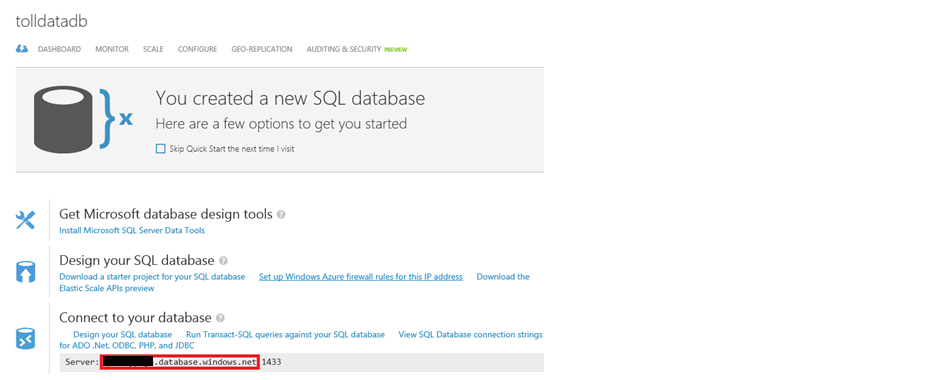 tolldatadb
DASHBOARD MONITOR SCALE CONFIGURE GEO-REPLICATION AUDITING & SECURITY PREVIEW
You created a new SQL database
Here are a few options to get you started
Skip Quick Start the next time I visit
Get Microsoft database design tools ?
Install Microsoft SQL Server Data Tools
Design your SQL database ?
Download a starter project for your SQL database Set up Windows Azure firewall rules for this IP address Download the
Elastic Scale APIs preview
Connect to your database ?
Design your SQL database Run Transact-SQL queries against your SQL database View SQL Database connection strings
for ADO .Net, ODBC, PHP, and JDBC
Server: .database.windows.net 1433